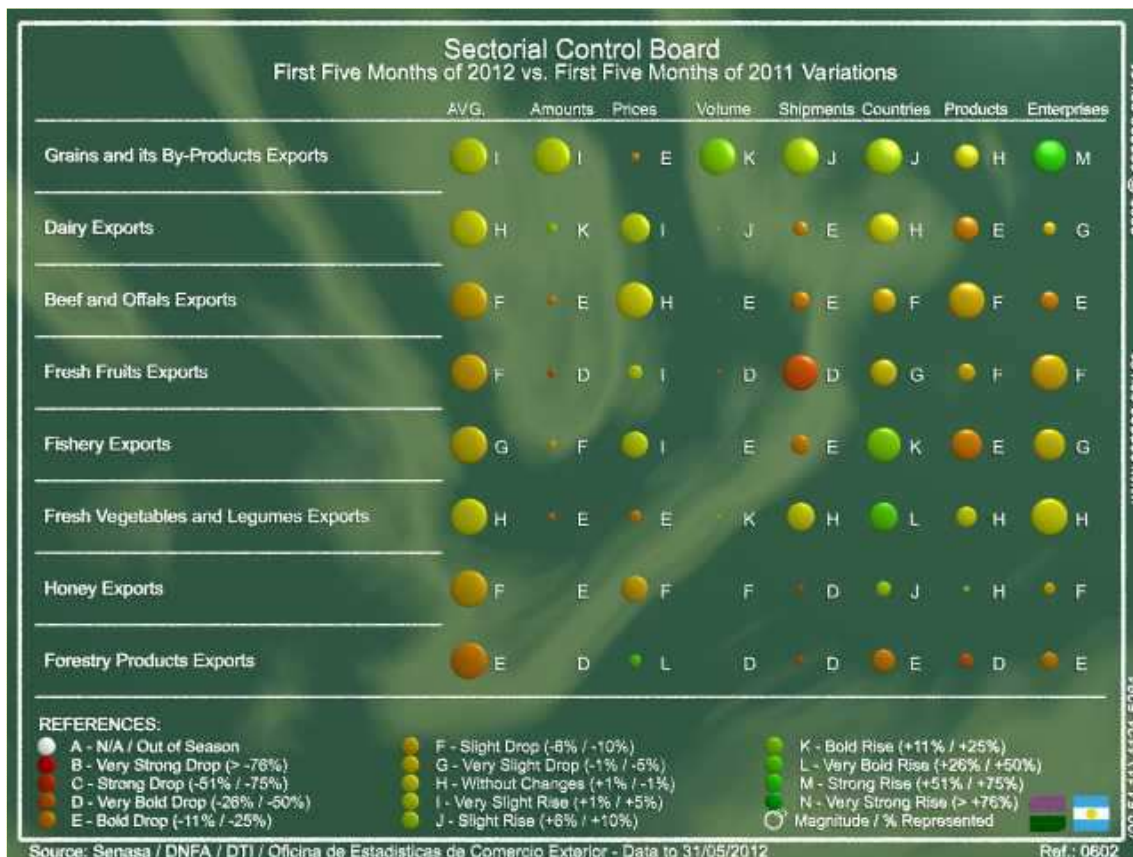 Sectorial Control Board
First Five Months of 2012 vs. First Five Months of 2011 Variations
AVG. Amounts Prices Volume Shipments Countries Products Enterprises
Grains and its By-Products Exports I I E K J J H M
Dairy Exports H K I J E H E G
Beef and Offals Exports F E H E E F F E
Fresh Fruits Exports F D I D D G F F
Fishery Exports G F I E E K E G
Fresh Vegetables and Legumes Exports H E E K H L H H
Honey Exports F E F F D J H F
Forestry Products Exports E D L D D E D E
REFERENCES:
A - N/A / Out of Season
B - Very Strong Drop (> -76%)
C - Strong Drop (-51% / -75%)
D - Very Bold Drop (-26% / -50%)
E - Bold Drop (-11% / -25%)
F - Slight Drop (-6% / -10%)
G - Very Slight Drop (-1% / -5%)
H - Without Changes (+1% / -1%)
I - Very Slight Rise (+1% / +5%)
J - Slight Rise (+6% / +10%)
K - Bold Rise (+11% / +25%)
L - Very Bold Rise (+26% / +50%)
M - Strong Rise (+51% / +75%)
N - Very Strong Rise (> +76%)
Magnitude / % Represented
Source: Senasa / DNFA / DTI / Oficina de Estadisticas de Comercio Exterior - Data to 31/05/2012
Ref.: 0602